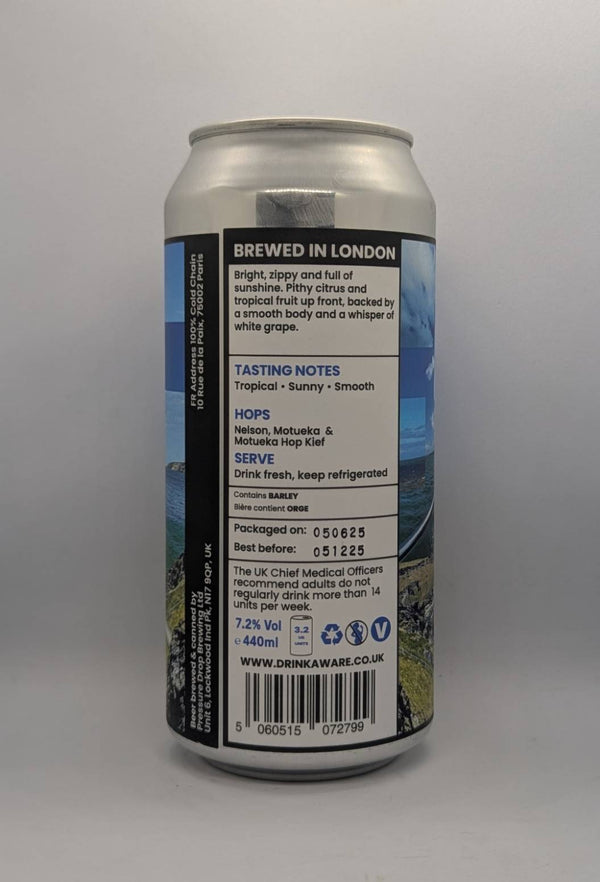 FR Address 100% Cold Chain
10 Rue de la Paix, 75002 Paris
Beer brewed & canned by
Pressure Drop Brewing Ltd
Unit 6, Lockwood Ind Pk, N17 9QP, UK
BREWED IN LONDON
Bright, zippy and full of
sunshine. Pithy citrus and
tropical fruit up front, backed by
a smooth body and a whisper of
white grape.
TASTING NOTES
Tropical • Sunny • Smooth
HOPS
Nelson, Motueka &
Motueka Hop Kief
SERVE
Drink fresh, keep refrigerated
Contains BARLEY
Bière contient ORGE
Packaged on: 050625
Best before: 051225
The UK Chief Medical Officers
recommend adults do not
regularly drink more than 14
units per week.
7.2% Vol
e 440ml
3.2
UK
UNITS
V
WWW.DRINKAWARE.CO.UK
5 060515 072799